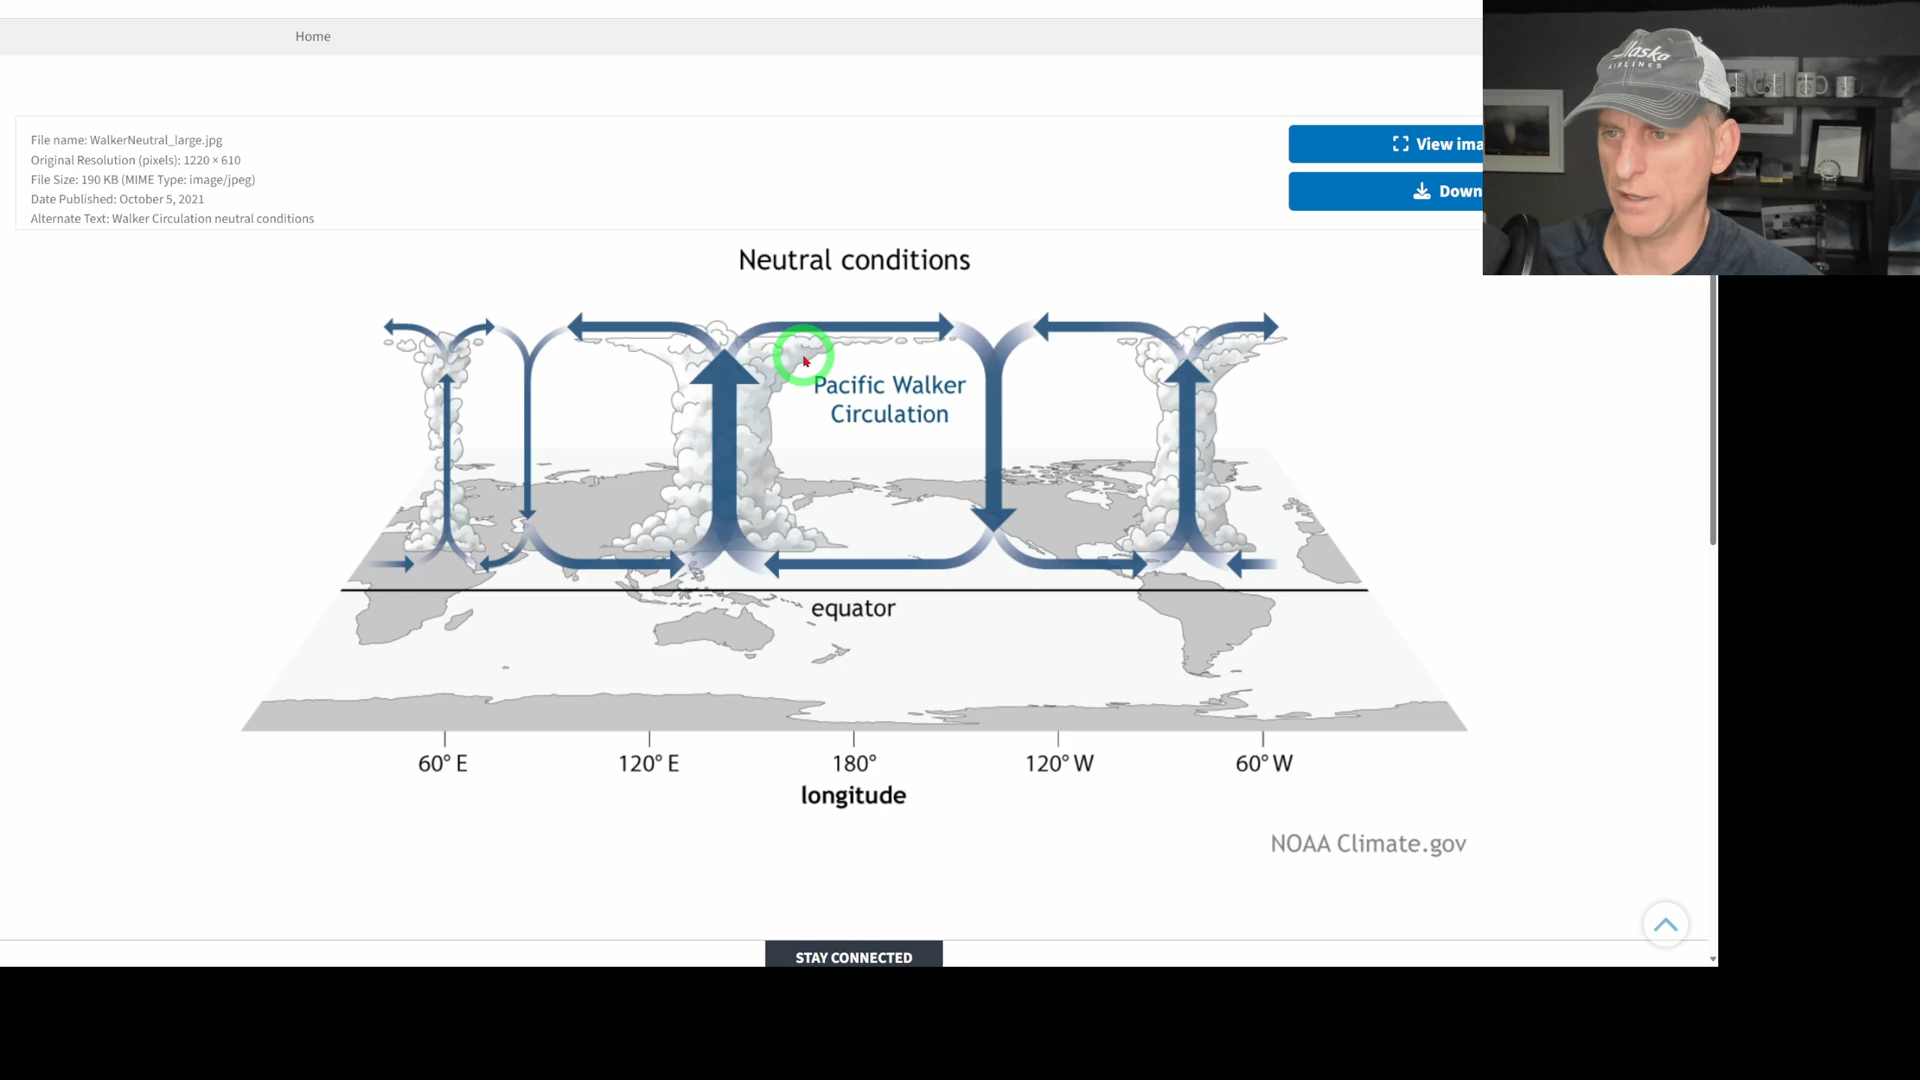 Home
File name: WalkerNeutral_large.jpg
Original Resolution (pixels): 1220 × 610
File Size: 190 KB (MIME Type: image/jpeg)
Date Published: October 5, 2021
Alternate Text: Walker Circulation neutral conditions
View ima
Down
laska
AIRLINES
Neutral conditions
Pacific Walker
Circulation
equator
60° E
120° E
180°
120° W
60° W
longitude
NOAA Climate.gov
STAY CONNECTED